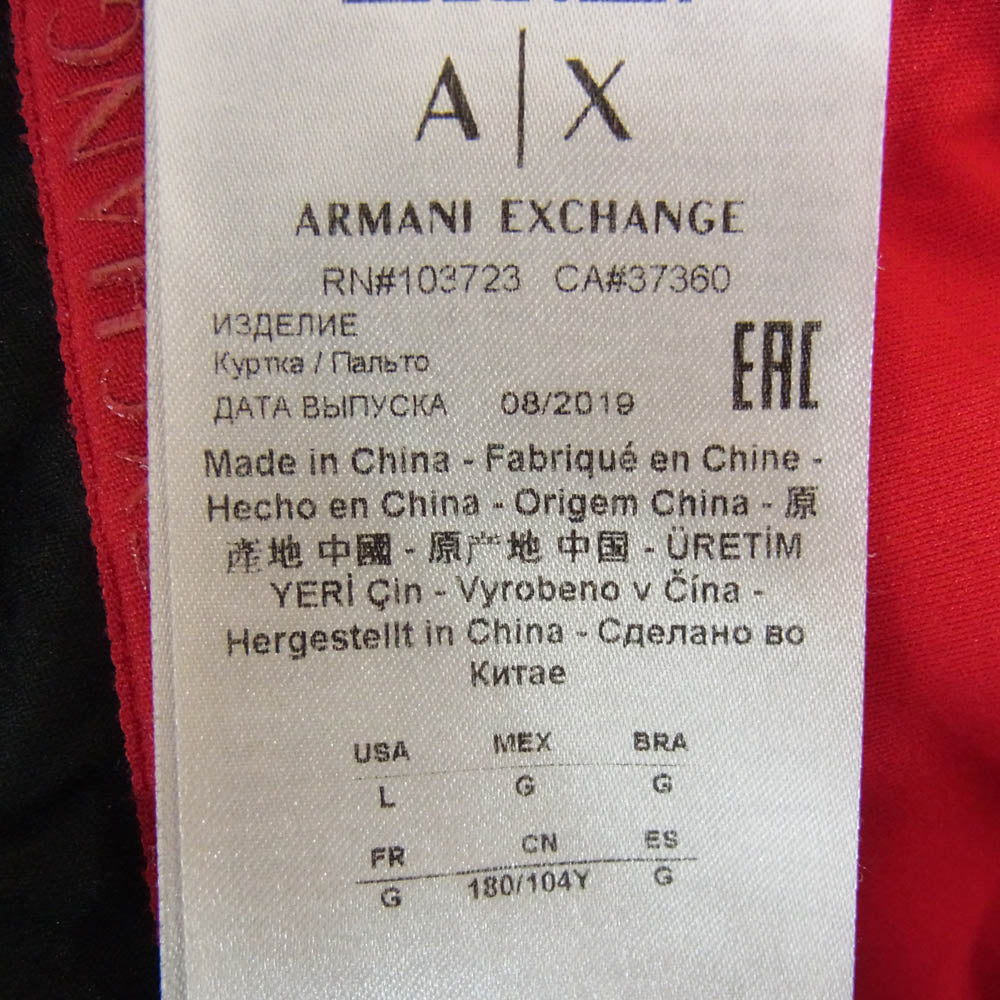 A|X
ARMANI EXCHANGE
RN#103723 CA#37360
ИЗДЕЛИЕ
Куртка / Пальто
ДАТА ВЫПУСКА 08/2019
EAC
Made in China - Fabriqué en Chine -
Hecho en China - Origem China - 原
產地 中國 - 原产地 中国 - ÜRETİM
YERİ Çin - Vyrobeno v Čína -
Hergestellt in China - Сделано во
Китае
USA MEX BRA
L G G
FR CN ES
G 180/104Y G
CHANG